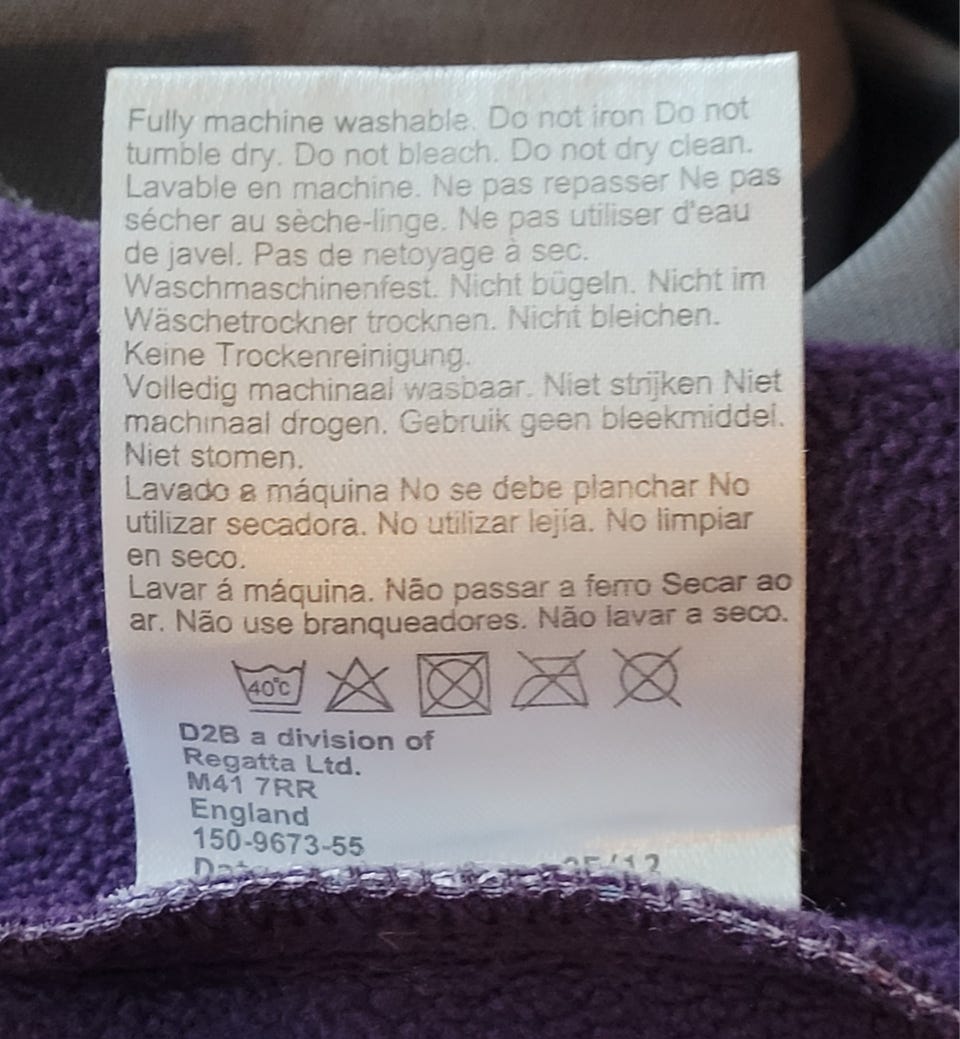 Fully machine washable. Do not iron Do not
tumble dry. Do not bleach. Do not dry clean.
Lavable en machine. Ne pas repasser Ne pas
sécher au sèche-linge. Ne pas utiliser d'eau
de javel. Pas de netoyage à sec.
Waschmaschinenfest. Nicht bügeln. Nicht im
Wäschetrockner trocknen. Nicht bleichen.
Keine Trockenreinigung.
Volledig machinaal wasbaar. Niet strijken Niet
machinaal drogen. Gebruik geen bleekmiddel.
Niet stomen.
Lavado a máquina No se debe planchar No
utilizar secadora. No utilizar lejía. No limpiar
en seco.
Lavar á máquina. Não passar a ferro Secar ao
ar. Não use branqueadores. Não lavar a seco.
40°C
D2B a division of
Regatta Ltd.
M41 7RR
England
150-9673-55